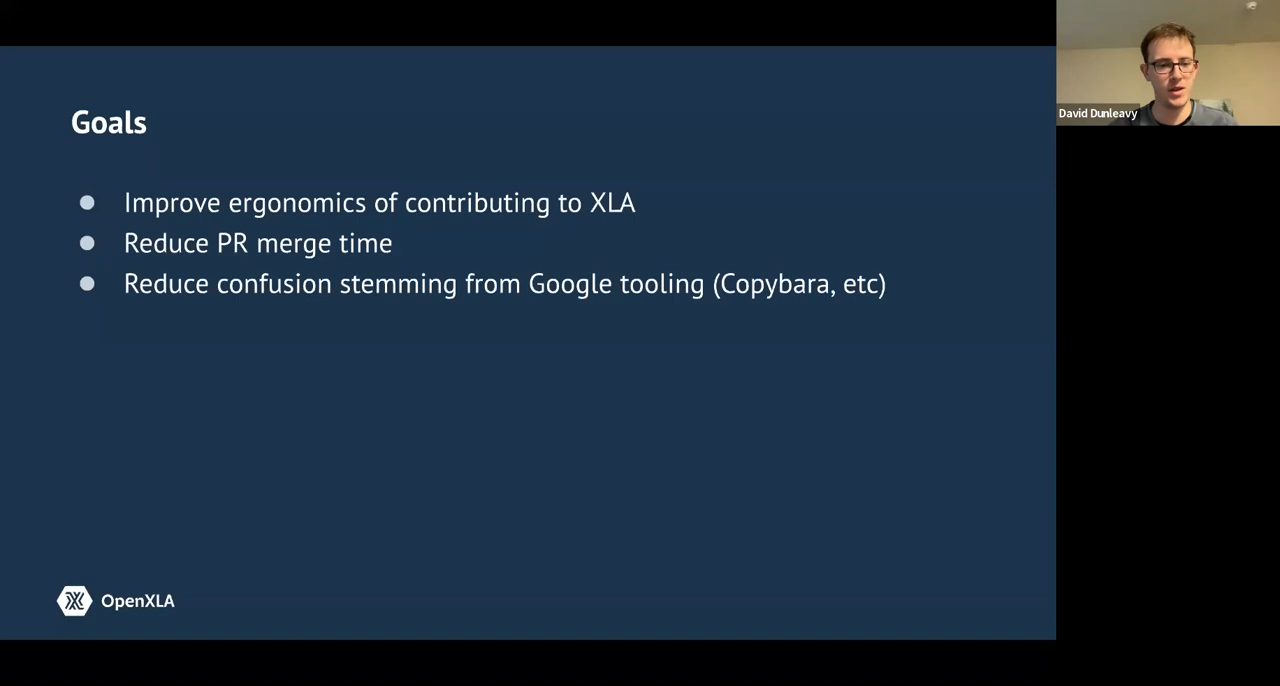 Goals
Improve ergonomics of contributing to XLA
Reduce PR merge time
Reduce confusion stemming from Google tooling (Copybara, etc)
OpenXLA
David Dunleavy